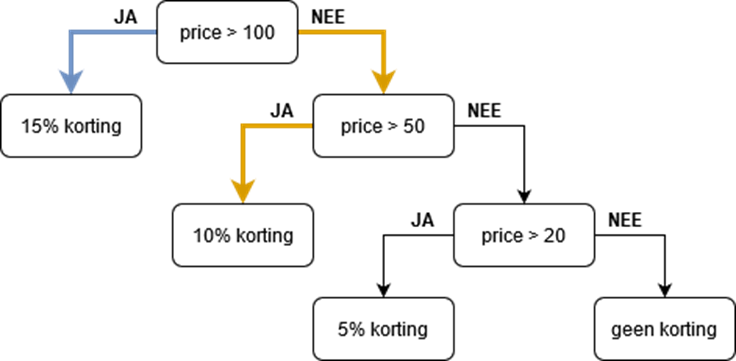 JA
price > 100
NEE
15% korting
JA
price > 50
NEE
10% korting
JA
price > 20
NEE
5% korting
geen korting